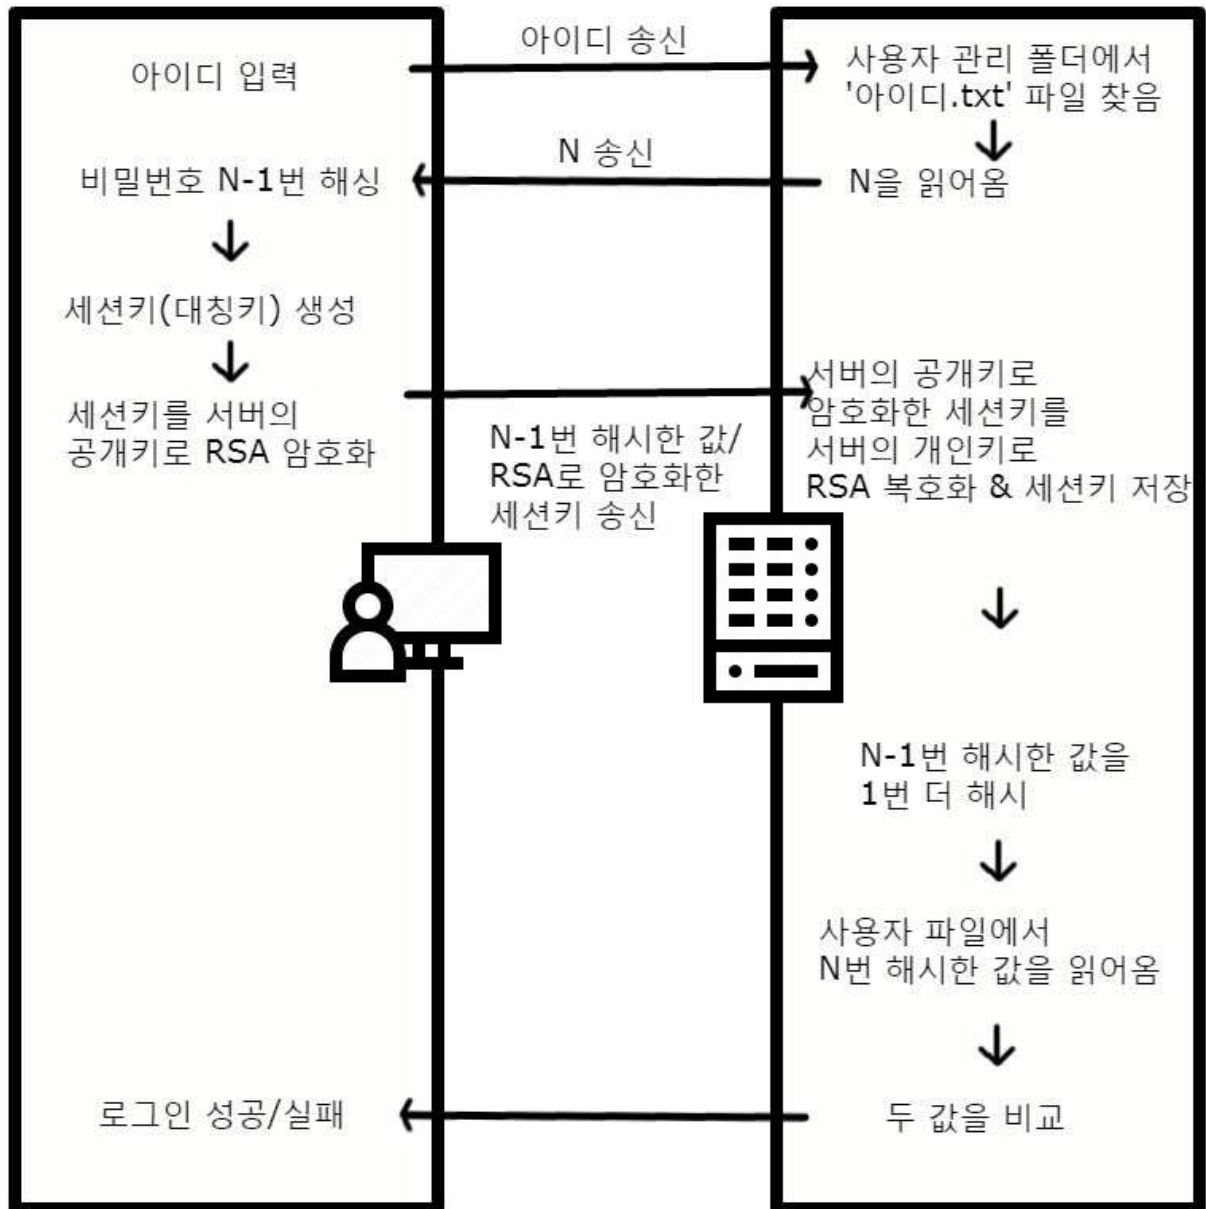 아이디 송신
아이디 입력
사용자 관리 폴더에서
'아이디.txt' 파일 찾음
N 송신
비밀번호 N-1번 해싱
N을 읽어옴
세션키(대칭키) 생성
세션키를 서버의
공개키로 RSA 암호화
N-1번 해시한 값/
RSA로 암호화한
세션키 송신
서버의 공개키로
암호화한 세션키를
서버의 개인키로
RSA 복호화 & 세션키 저장
N-1번 해시한 값을
1번 더 해시
사용자 파일에서
N번 해시한 값을 읽어옴
로그인 성공/실패
두 값을 비교